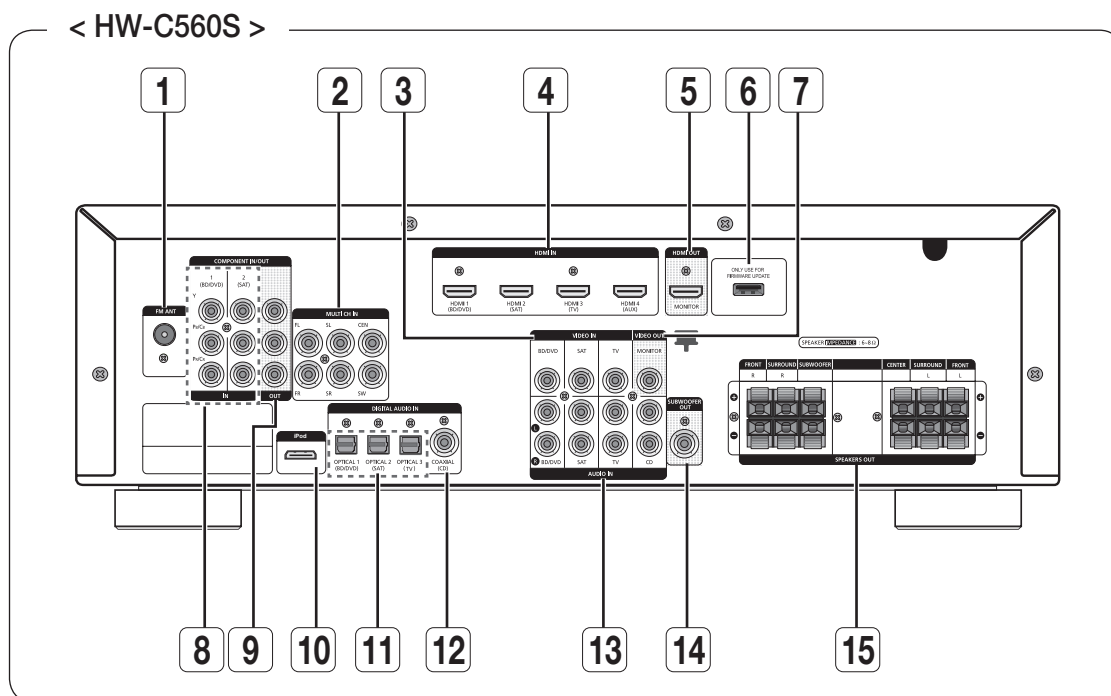 < HW-C560S >
1
2
3
4
5
6
7
COMPONENT IN/OUT
1
(BD/DVD)
2
(SAT)
Y
PB/CB
PR/CR
IN
OUT
FM ANT
MULTI CH IN
FL
SL
CEN
FR
SR
SW
HDMI IN
HDMI 1
(BD/DVD)
HDMI 2
(SAT)
HDMI 3
(TV)
HDMI 4
(AUX)
HDMI OUT
MONITOR
ONLY USE FOR
FIRMWARE UPDATE
VIDEO IN
VIDEO OUT
BD/DVD
SAT
TV
MONITOR
L
R
BD/DVD
SAT
TV
CD
AUDIO IN
SUBWOOFER
OUT
SPEAKER IMPEDANCE : 6~8Ω
FRONT
SURROUND
SUBWOOFER
CENTER
SURROUND
FRONT
R
R
L
L
+
−
+
−
SPEAKERS OUT
iPod
DIGITAL AUDIO IN
OPTICAL 1
(BD/DVD)
OPTICAL 2
(SAT)
OPTICAL 3
(TV)
COAXIAL
(CD)
8
9
10
11
12
13
14
15